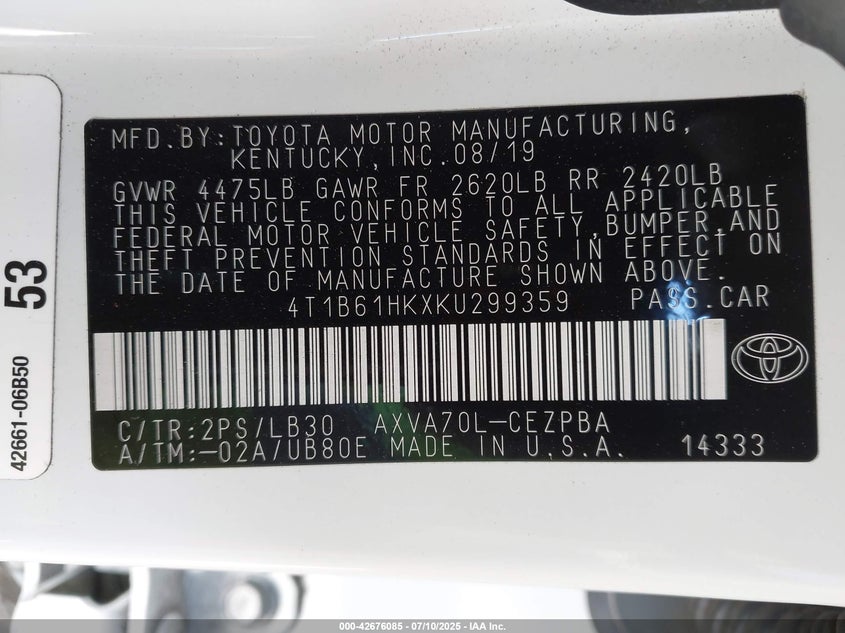 MFD.BY:TOYOTA MOTOR MANUFACTURING,
KENTUCKY,INC.08/19
GVWR 4475LB GAWR FR 2620LB RR 2420LB
THIS VEHICLE CONFORMS TO ALL APPLICABLE
FEDERAL MOTOR VEHICLE SAFETY,BUMPER,AND
THEFT PREVENTION STANDARDS IN EFFECT ON
THE DATE OF MANUFACTURE SHOWN ABOVE.
4T1B61HKXKU299359 PASS.CAR
C/TR:2PS/LB30 AXVA70L-CEZPBA
A/TM:-02A/UB80E MADE IN U.S.A. 14333
53
42661-06B50
000-42676085 - 07/10/2025 - IAA Inc.